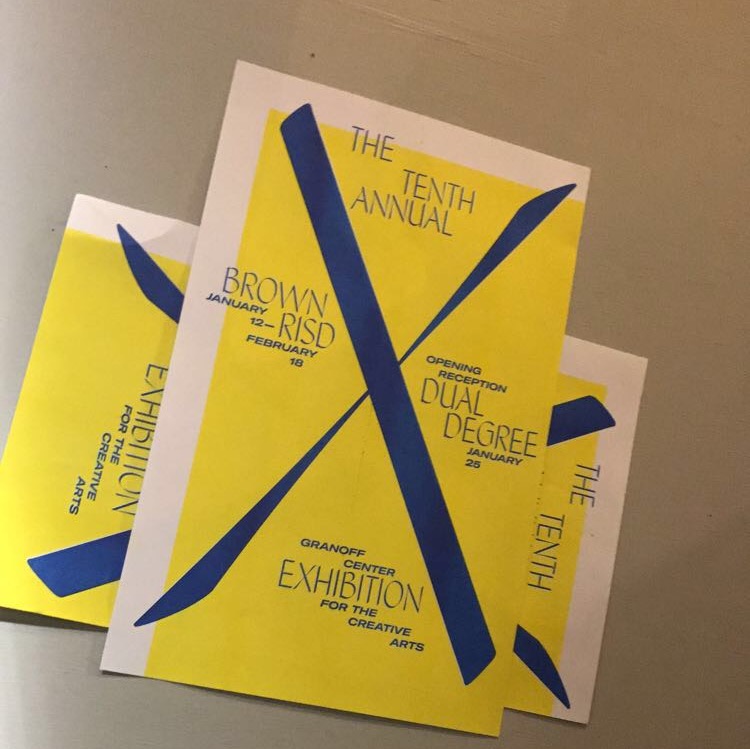 THE
TENTH
ANNUAL
BROWN
JANUARY
12–RISD
FEBRUARY
18
OPENING
RECEPTION
DUAL
DEGREE
JANUARY
25
GRANOFF
CENTER
EXHIBITION
FOR THE
CREATIVE
ARTS
EXHIBITION
FOR THE
CREATIVE
ARTS
THE
TENTH